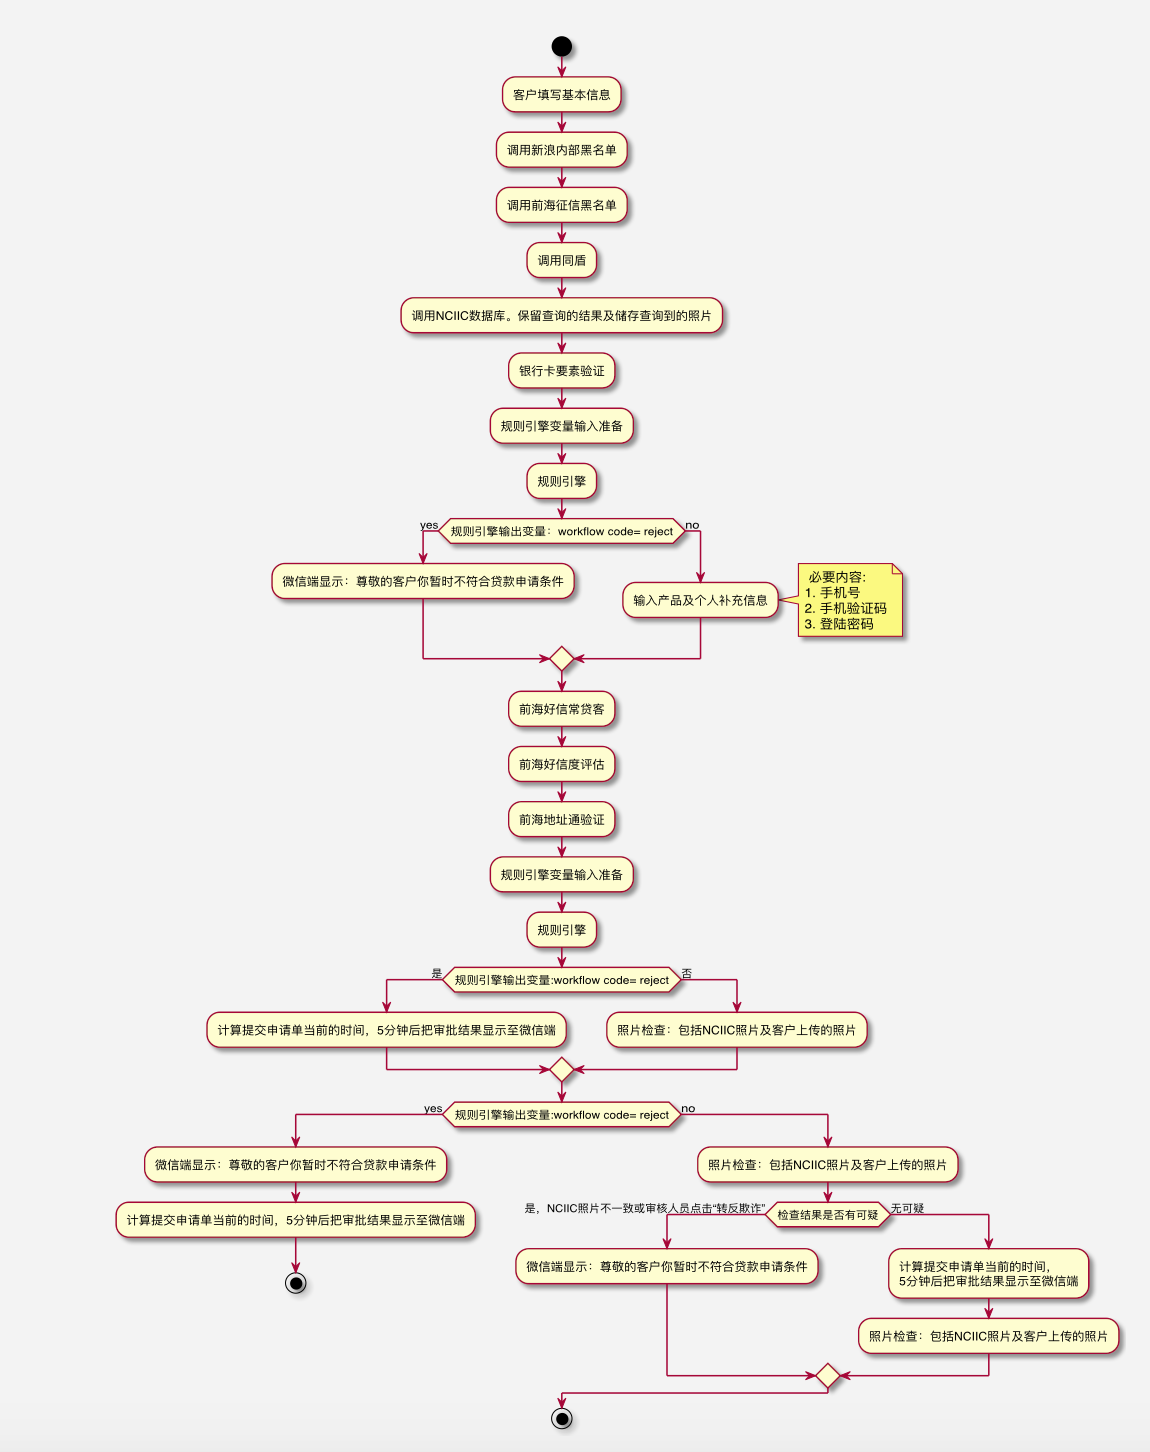 客户填写基本信息
调用新浪内部黑名单
调用前海征信黑名单
调用同盾
调用NCIIC数据库。保留查询的结果及储存查询到的照片
银行卡要素验证
规则引擎变量输入准备
规则引擎
yes
规则引擎输出变量：workflow code= reject
no
微信端显示：尊敬的客户你暂时不符合贷款申请条件
输入产品及个人补充信息
必要内容:
1. 手机号
2. 手机验证码
3. 登陆密码
前海好信常贷客
前海好信度评估
前海地址通验证
规则引擎变量输入准备
规则引擎
是
规则引擎输出变量:workflow code= reject
否
计算提交申请单当前的时间，5分钟后把审批结果显示至微信端
照片检查：包括NCIIC照片及客户上传的照片
yes
规则引擎输出变量:workflow code= reject
no
微信端显示：尊敬的客户你暂时不符合贷款申请条件
计算提交申请单当前的时间，5分钟后把审批结果显示至微信端
照片检查：包括NCIIC照片及客户上传的照片
是，NCIIC照片不一致或审核人员点击“转反欺诈”
检查结果是否有可疑
无可疑
微信端显示：尊敬的客户你暂时不符合贷款申请条件
计算提交申请单当前的时间，
5分钟后把审批结果显示至微信端
照片检查：包括NCIIC照片及客户上传的照片